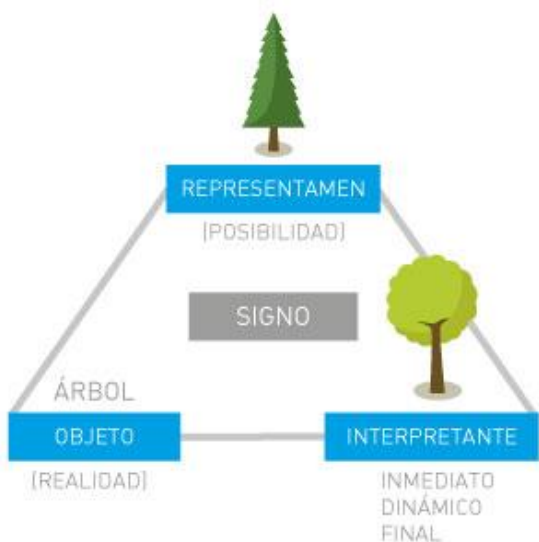 REPRESENTAMEN
(POSIBILIDAD)
SIGNO
ÁRBOL
OBJETO
(REALIDAD)
INTERPRETANTE
INMEDIATO
DINÁMICO
FINAL